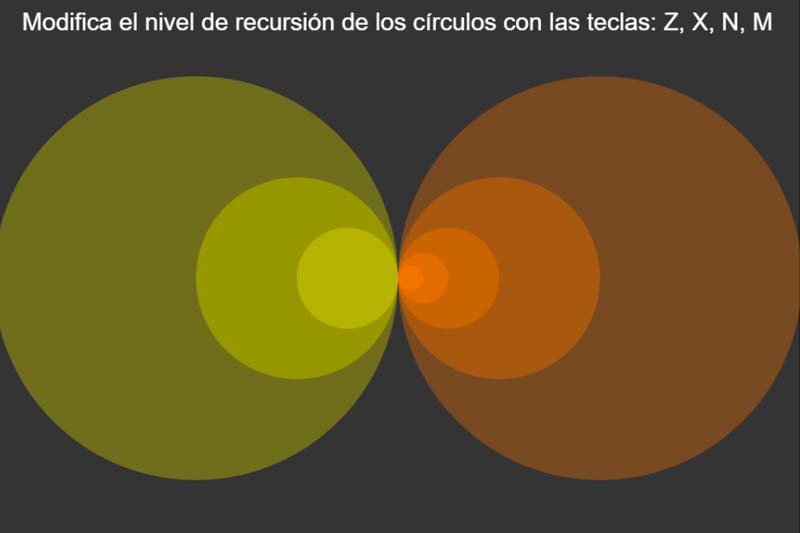 Modifica el nivel de recursión de los círculos con las teclas: Z, X, N, M